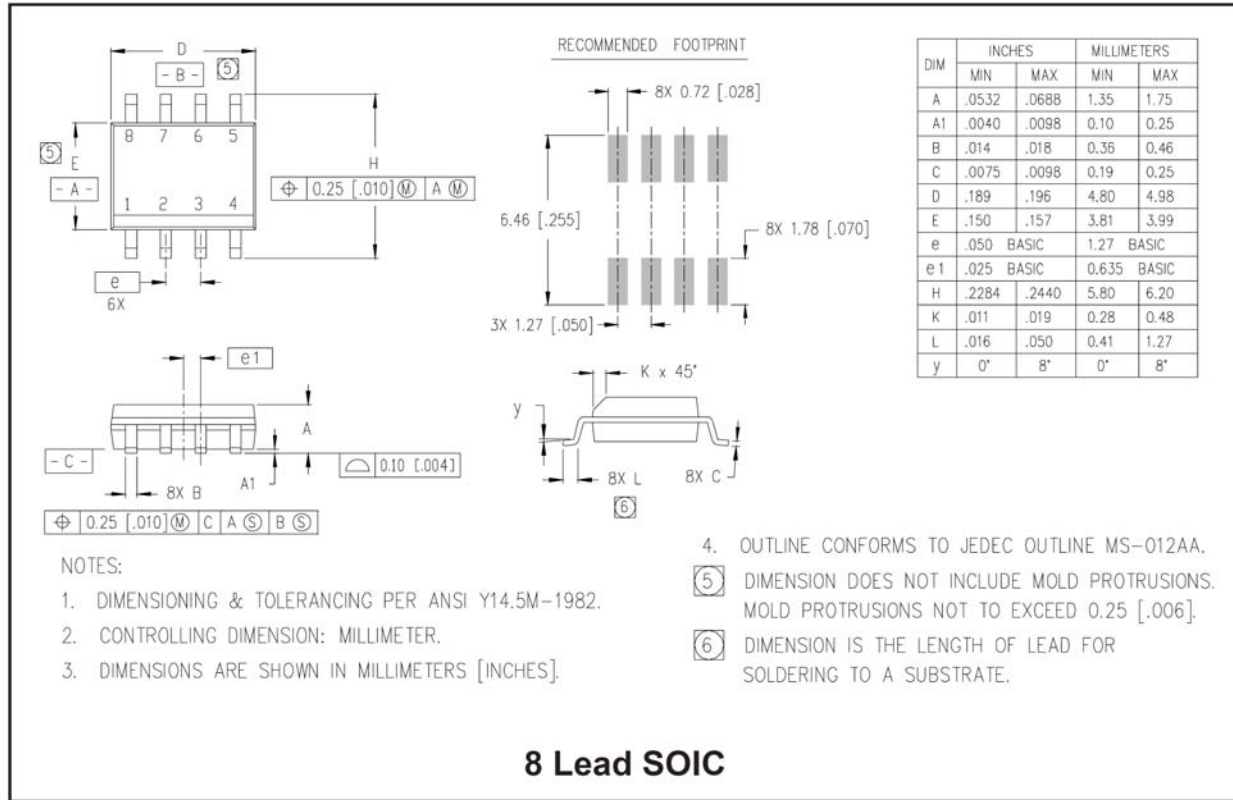 D
- B - 5
8 7 6 5
5 E
- A -
H
⌖ 0.25 [.010] Ⓜ A Ⓜ
1 2 3 4
e
6X
RECOMMENDED FOOTPRINT
8X 0.72 [.028]
6.46 [.255]
8X 1.78 [.070]
3X 1.27 [.050]
DIM INCHES MILLIMETERS
MIN MAX MIN MAX
A .0532 .0688 1.35 1.75
A1 .0040 .0098 0.10 0.25
B .014 .018 0.36 0.46
C .0075 .0098 0.19 0.25
D .189 .196 4.80 4.98
E .150 .157 3.81 3.99
e .050 BASIC 1.27 BASIC
e1 .025 BASIC 0.635 BASIC
H .2284 .2440 5.80 6.20
K .011 .019 0.28 0.48
L .016 .050 0.41 1.27
y 0° 8° 0° 8°
e1
A
- C -
A1
8X B
⌓ 0.10 [.004]
⌖ 0.25 [.010] Ⓜ C A Ⓢ B Ⓢ
K x 45°
y
8X L
8X C
6
NOTES:
1. DIMENSIONING & TOLERANCING PER ANSI Y14.5M-1982.
2. CONTROLLING DIMENSION: MILLIMETER.
3. DIMENSIONS ARE SHOWN IN MILLIMETERS [INCHES].
4. OUTLINE CONFORMS TO JEDEC OUTLINE MS-012AA.
5 DIMENSION DOES NOT INCLUDE MOLD PROTRUSIONS.
MOLD PROTRUSIONS NOT TO EXCEED 0.25 [.006].
6 DIMENSION IS THE LENGTH OF LEAD FOR
SOLDERING TO A SUBSTRATE.
8 Lead SOIC